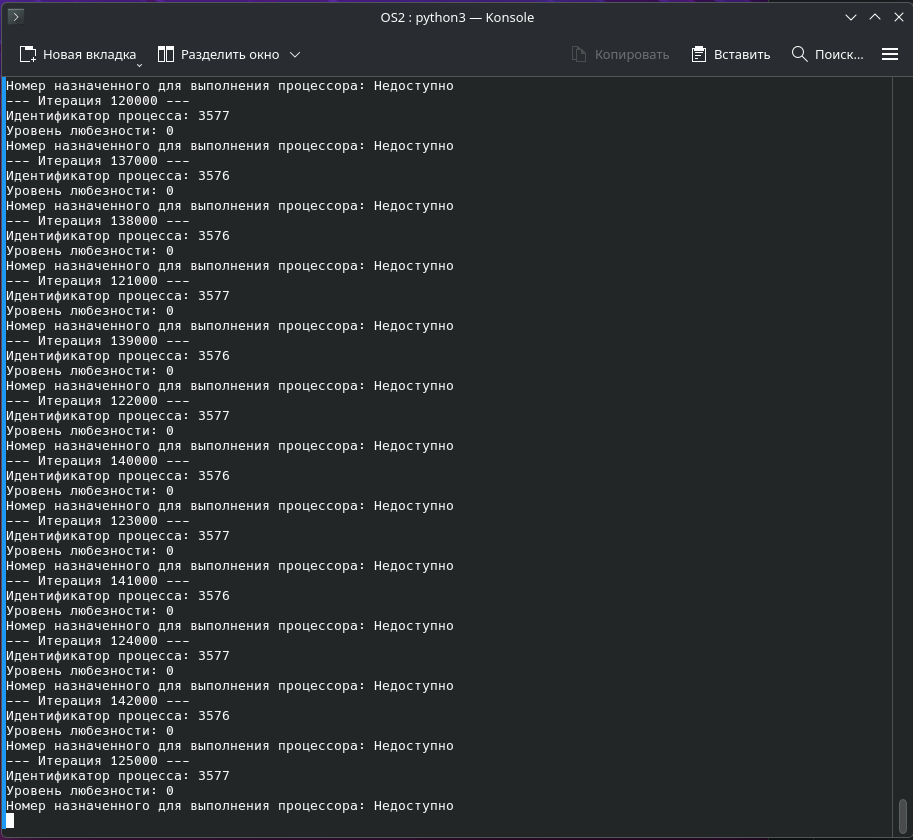 OS2 : python3 — Konsole
Новая вкладка Разделить окно Копировать Вставить Поиск...
Номер назначенного для выполнения процессора: Недоступно
--- Итерация 120000 ---
Идентификатор процесса: 3577
Уровень любезности: 0
Номер назначенного для выполнения процессора: Недоступно
--- Итерация 137000 ---
Идентификатор процесса: 3576
Уровень любезности: 0
Номер назначенного для выполнения процессора: Недоступно
--- Итерация 138000 ---
Идентификатор процесса: 3576
Уровень любезности: 0
Номер назначенного для выполнения процессора: Недоступно
--- Итерация 121000 ---
Идентификатор процесса: 3577
Уровень любезности: 0
Номер назначенного для выполнения процессора: Недоступно
--- Итерация 139000 ---
Идентификатор процесса: 3576
Уровень любезности: 0
Номер назначенного для выполнения процессора: Недоступно
--- Итерация 122000 ---
Идентификатор процесса: 3577
Уровень любезности: 0
Номер назначенного для выполнения процессора: Недоступно
--- Итерация 140000 ---
Идентификатор процесса: 3576
Уровень любезности: 0
Номер назначенного для выполнения процессора: Недоступно
--- Итерация 123000 ---
Идентификатор процесса: 3577
Уровень любезности: 0
Номер назначенного для выполнения процессора: Недоступно
--- Итерация 141000 ---
Идентификатор процесса: 3576
Уровень любезности: 0
Номер назначенного для выполнения процессора: Недоступно
--- Итерация 124000 ---
Идентификатор процесса: 3577
Уровень любезности: 0
Номер назначенного для выполнения процессора: Недоступно
--- Итерация 142000 ---
Идентификатор процесса: 3576
Уровень любезности: 0
Номер назначенного для выполнения процессора: Недоступно
--- Итерация 125000 ---
Идентификатор процесса: 3577
Уровень любезности: 0
Номер назначенного для выполнения процессора: Недоступно